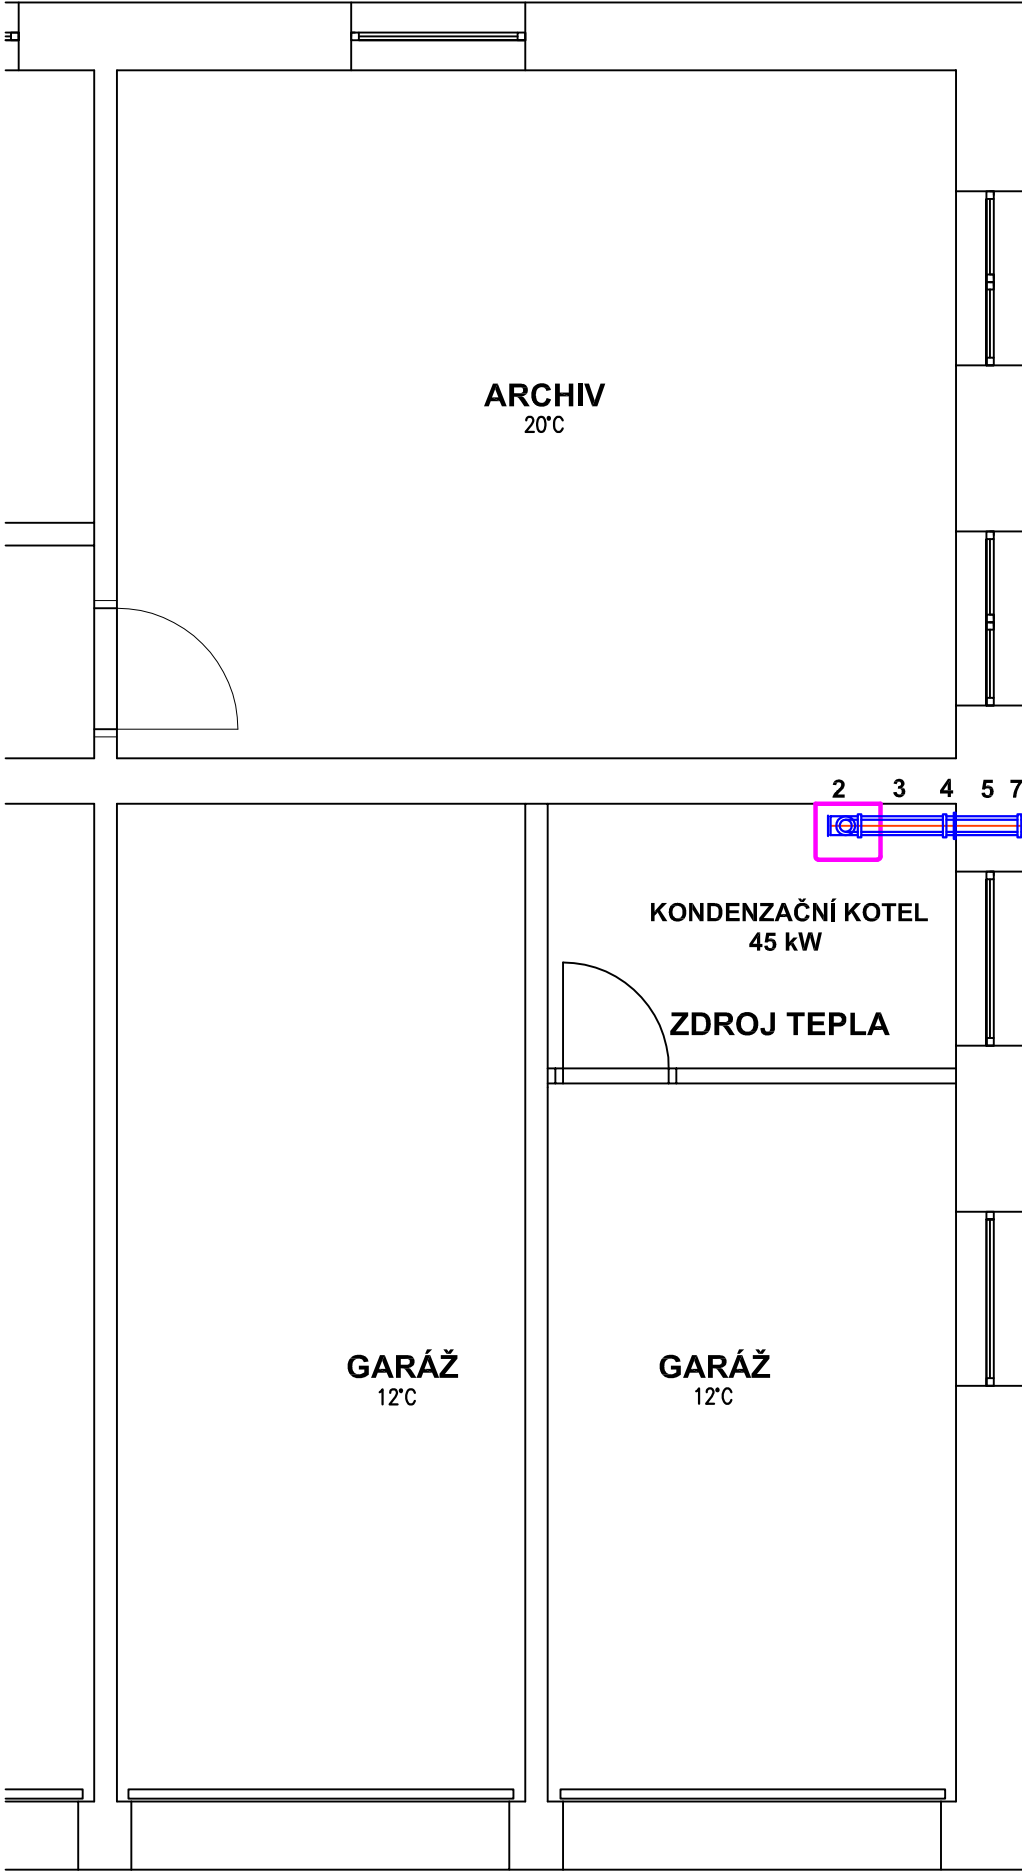 ARCHIV
20°C
2 3 4 5 7
KONDENZAČNÍ KOTEL
45 kW
ZDROJ TEPLA
GARÁŽ
12°C
GARÁŽ
12°C